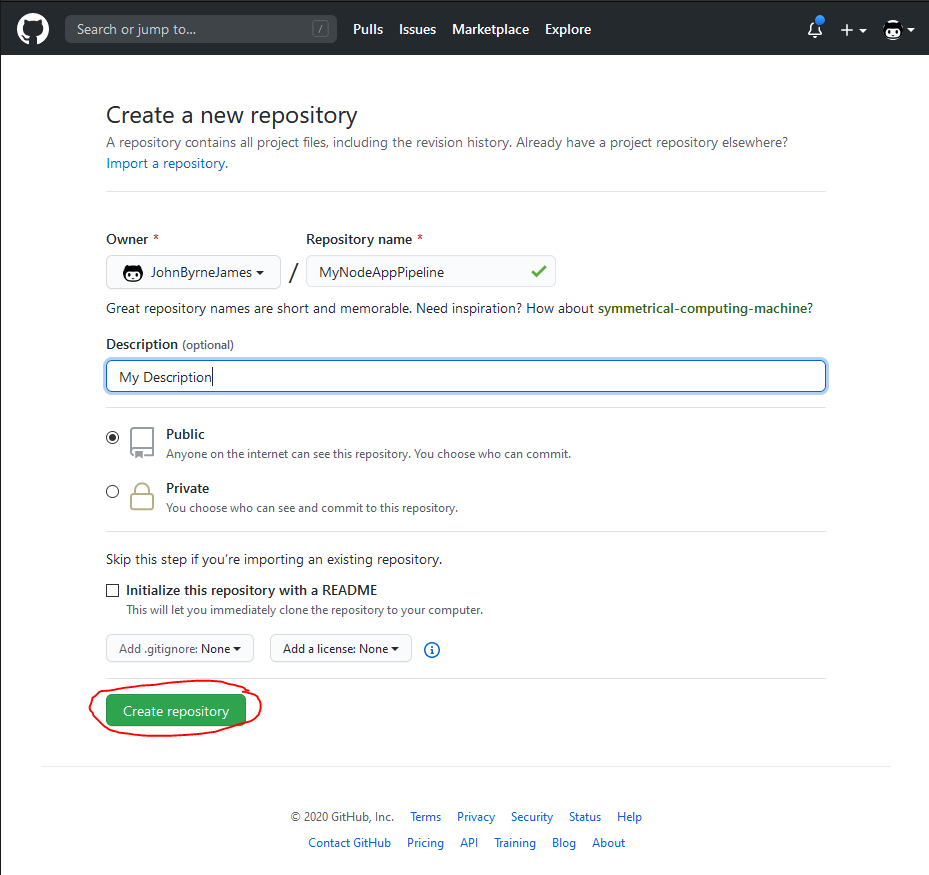 Search or jump to... / Pulls Issues Marketplace Explore
Create a new repository
A repository contains all project files, including the revision history. Already have a project repository elsewhere?
Import a repository.
Owner * Repository name *
JohnByrneJames / MyNodeAppPipeline
Great repository names are short and memorable. Need inspiration? How about symmetrical-computing-machine?
Description (optional)
My Description
Public
Anyone on the internet can see this repository. You choose who can commit.
Private
You choose who can see and commit to this repository.
Skip this step if you're importing an existing repository.
Initialize this repository with a README
This will let you immediately clone the repository to your computer.
Add .gitignore: None Add a license: None
Create repository
© 2020 GitHub, Inc. Terms Privacy Security Status Help
Contact GitHub Pricing API Training Blog About